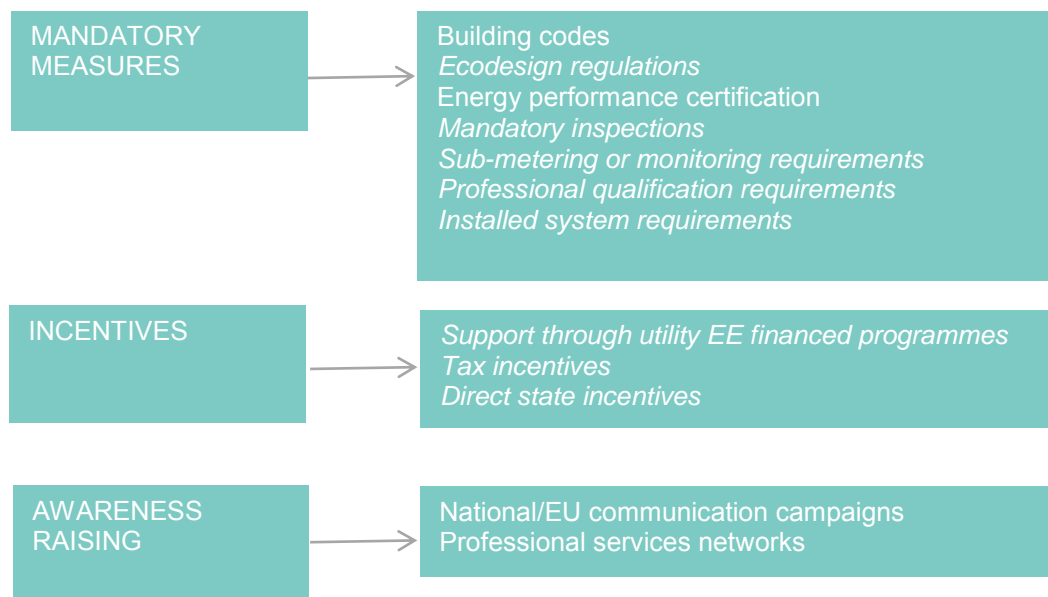 MANDATORY
MEASURES
Building codes
Ecodesign regulations
Energy performance certification
Mandatory inspections
Sub-metering or monitoring requirements
Professional qualification requirements
Installed system requirements
INCENTIVES
Support through utility EE financed programmes
Tax incentives
Direct state incentives
AWARENESS
RAISING
National/EU communication campaigns
Professional services networks